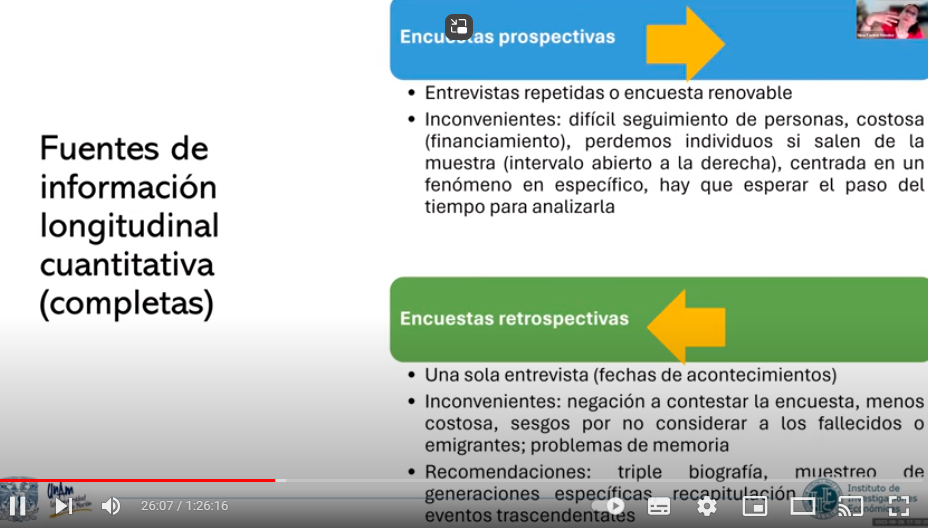 Fuentes de
información
longitudinal
cuantitativa
(completas)
Encuestas prospectivas
• Entrevistas repetidas o encuesta renovable
• Inconvenientes: difícil seguimiento de personas, costosa
(financiamiento), perdemos individuos si salen de la
muestra (intervalo abierto a la derecha), centrada en un
fenómeno en específico, hay que esperar el paso del
tiempo para analizarla
Encuestas retrospectivas
• Una sola entrevista (fechas de acontecimientos)
• Inconvenientes: negación a contestar la encuesta, menos
costosa, sesgos por no considerar a los fallecidos o
emigrantes; problemas de memoria
• Recomendaciones: triple biografía, muestreo de
generaciones específicas, recapitulación
eventos trascendentales
Instituto de
Investigaciones
Económicas
26:07 / 1:26:16